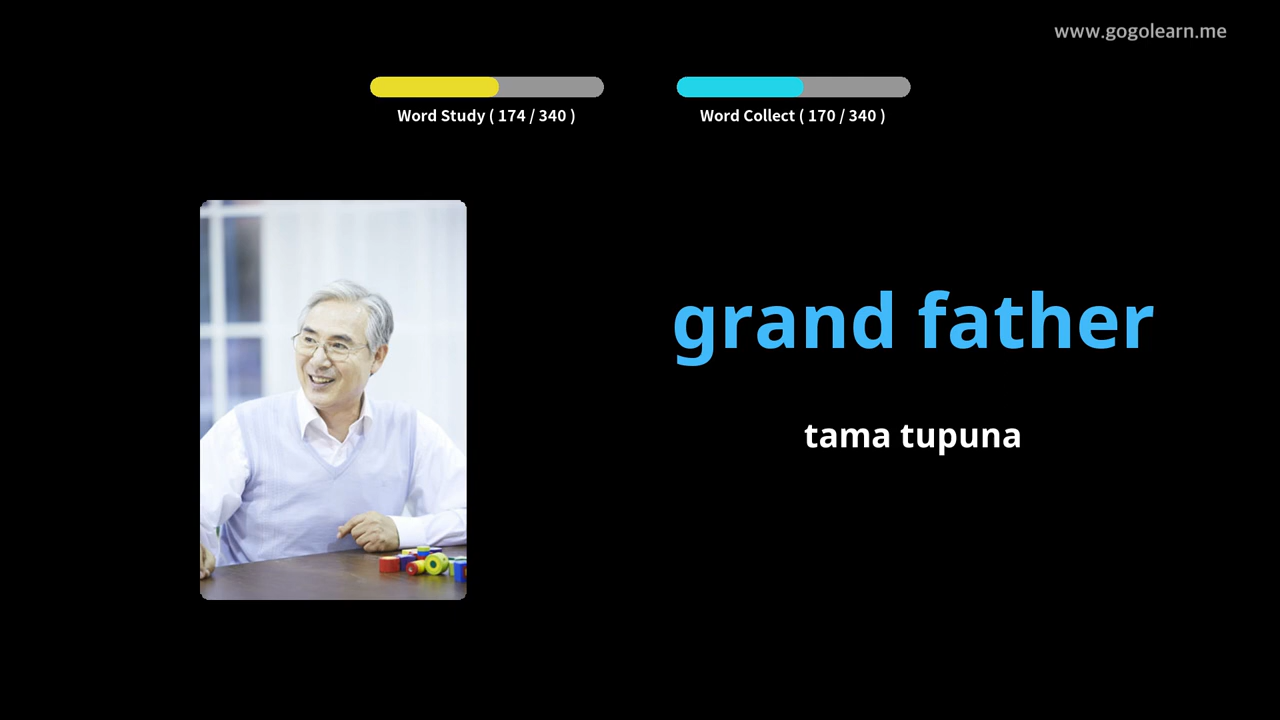 www.gogolearn.me
Word Study ( 174 / 340 )
Word Collect ( 170 / 340 )
grand father
tama tupuna